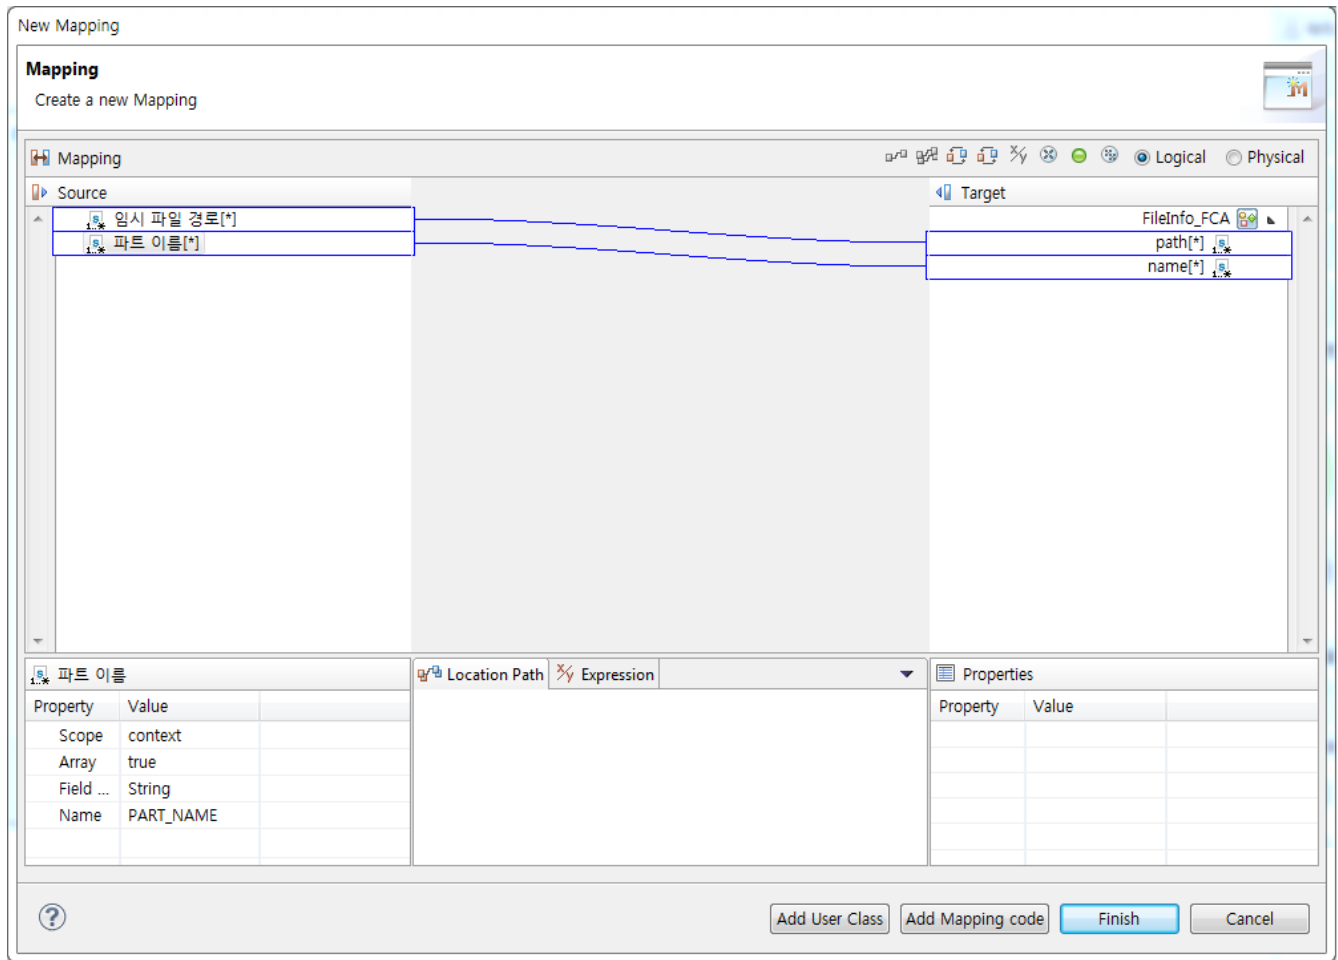 New Mapping
Mapping
Create a new Mapping
Mapping
Logical
Physical
Source
Target
임시 파일 경로[*]
파트 이름[*]
FileInfo_FCA
path[*]
name[*]
파트 이름
Property Value
Scope context
Array true
Field ... String
Name PART_NAME
Location Path
Expression
Properties
Property Value
Add User Class
Add Mapping code
Finish
Cancel